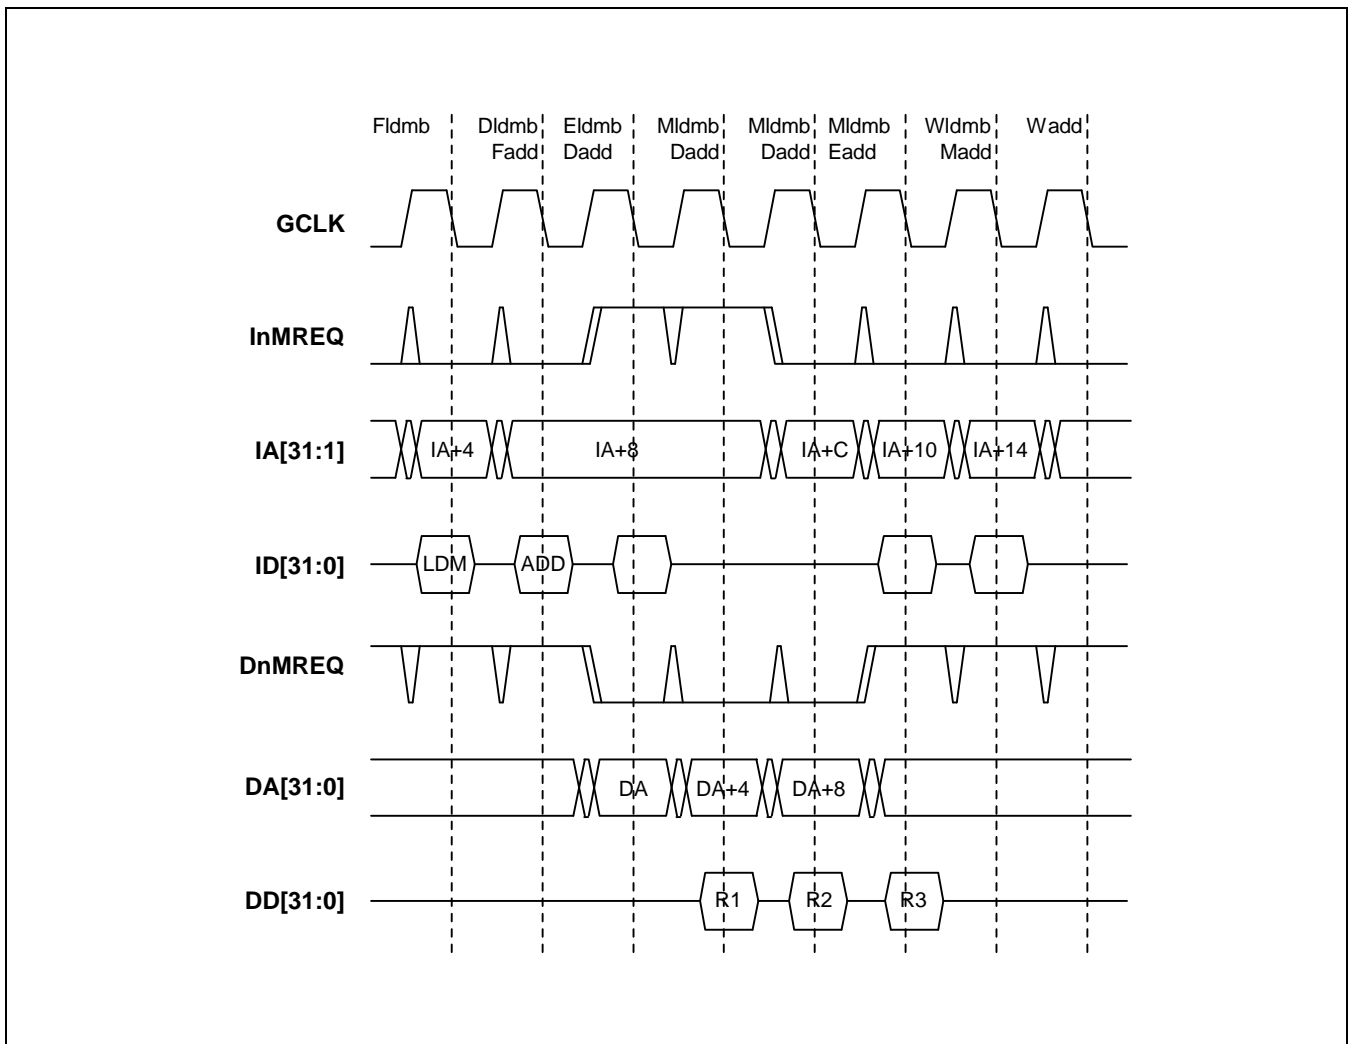 Fldmb Dldmb Eldmb Mldmb Mldmb Mldmb Wldmb Wadd
Fadd Dadd Dadd Dadd Eadd Madd
GCLK
InMREQ
IA[31:1] IA+4 IA+8 IA+C IA+10 IA+14
ID[31:0] LDM ADD
DnMREQ
DA[31:0] DA DA+4 DA+8
DD[31:0] R1 R2 R3